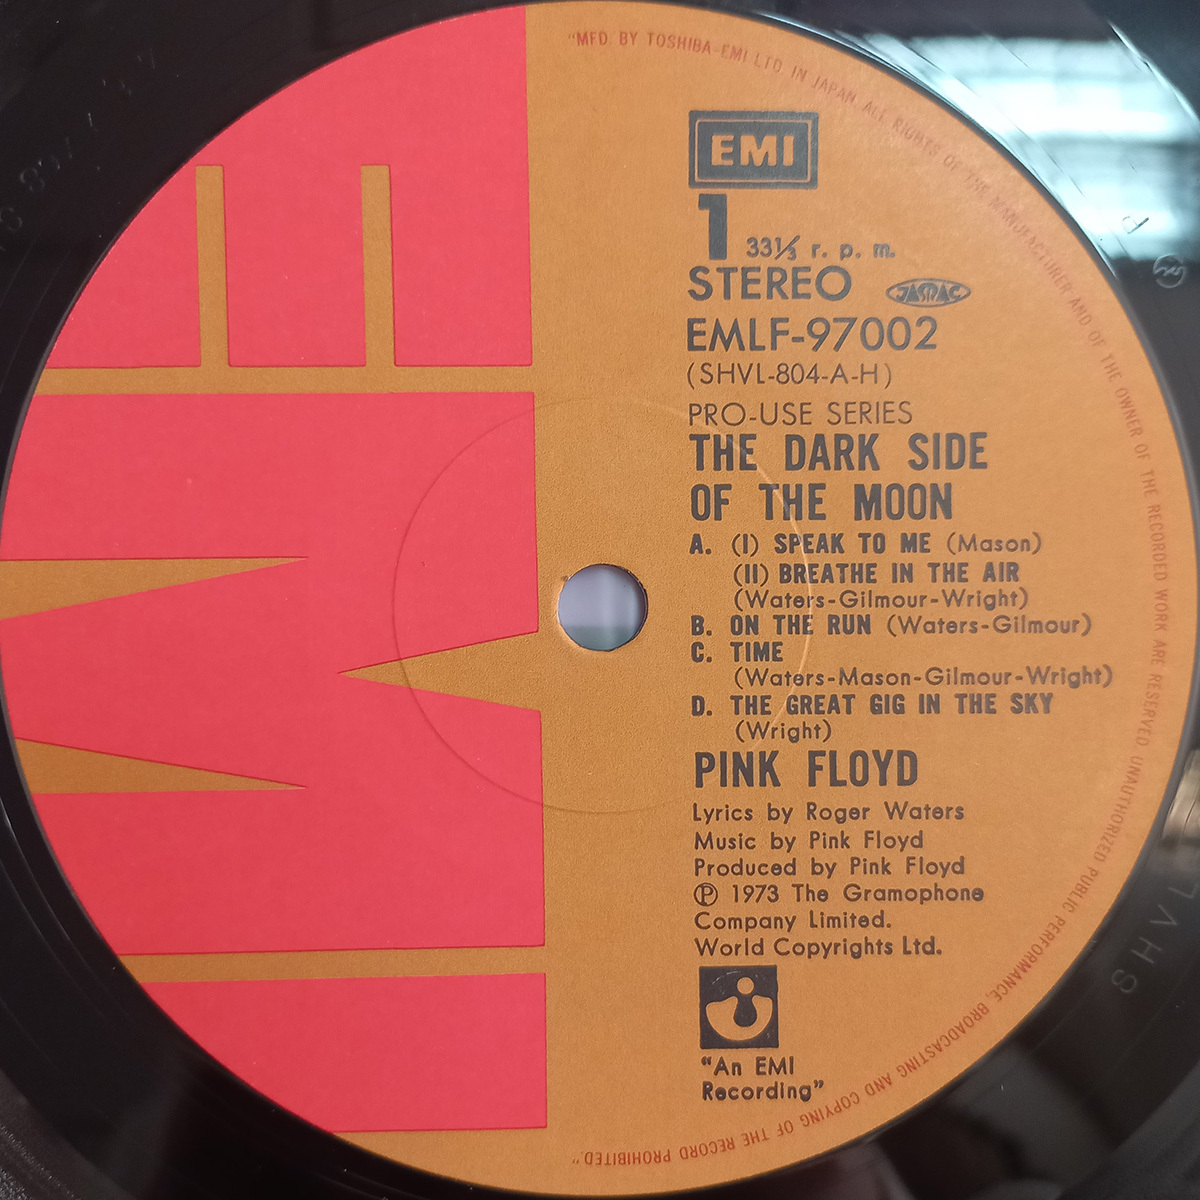 "MFD. BY TOSHIBA-EMI LTD. IN JAPAN. ALL RIGHTS OF THE MANUFACTURER AND OF THE OWNER OF THE RECORDED WORK ARE RESERVED UNAUTHORIZED PUBLIC PERFORMANCE, BROADCASTING AND COPYING OF THE RECORD PROHIBITED."
EMI
1 33⅓ r. p. m.
STEREO JASRAC
EMLF-97002
(SHVL-804-A-H)
PRO-USE SERIES
THE DARK SIDE
OF THE MOON
A. (I) SPEAK TO ME (Mason)
(II) BREATHE IN THE AIR
(Waters-Gilmour-Wright)
B. ON THE RUN (Waters-Gilmour)
C. TIME
(Waters-Mason-Gilmour-Wright)
D. THE GREAT GIG IN THE SKY
(Wright)
PINK FLOYD
Lyrics by Roger Waters
Music by Pink Floyd
Produced by Pink Floyd
℗ 1973 The Gramophone
Company Limited.
World Copyrights Ltd.
"An EMI
Recording"
SHVL